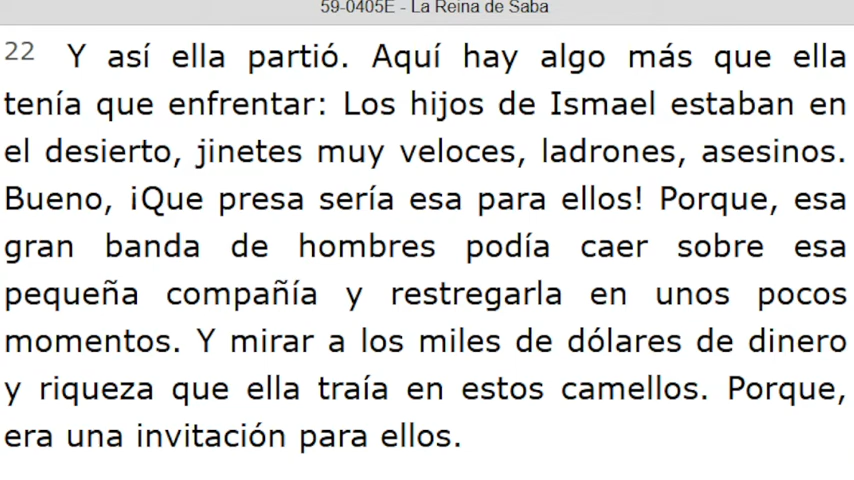 59-0405E - La Reina de Saba
22 Y así ella partió. Aquí hay algo más que ella
tenía que enfrentar: Los hijos de Ismael estaban en
el desierto, jinetes muy veloces, ladrones, asesinos.
Bueno, ¡Que presa sería esa para ellos! Porque, esa
gran banda de hombres podía caer sobre esa
pequeña compañía y restregarla en unos pocos
momentos. Y mirar a los miles de dólares de dinero
y riqueza que ella traía en estos camellos. Porque,
era una invitación para ellos.